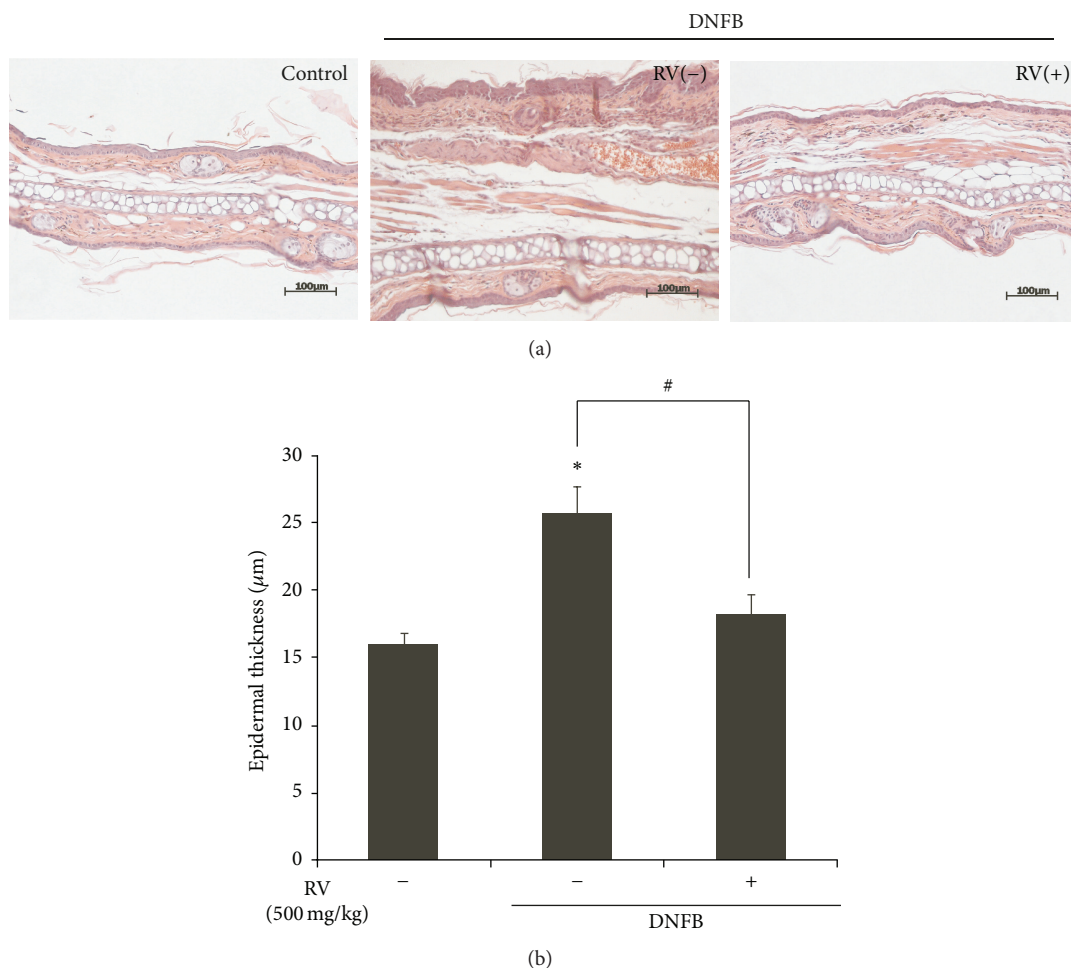 DNFB
Control
RV(−)
RV(+)
100µm
100µm
100µm
(a)
#
*
30
25
20
15
10
5
0
Epidermal thickness (µm)
RV
(500 mg/kg)
− − +
DNFB
(b)